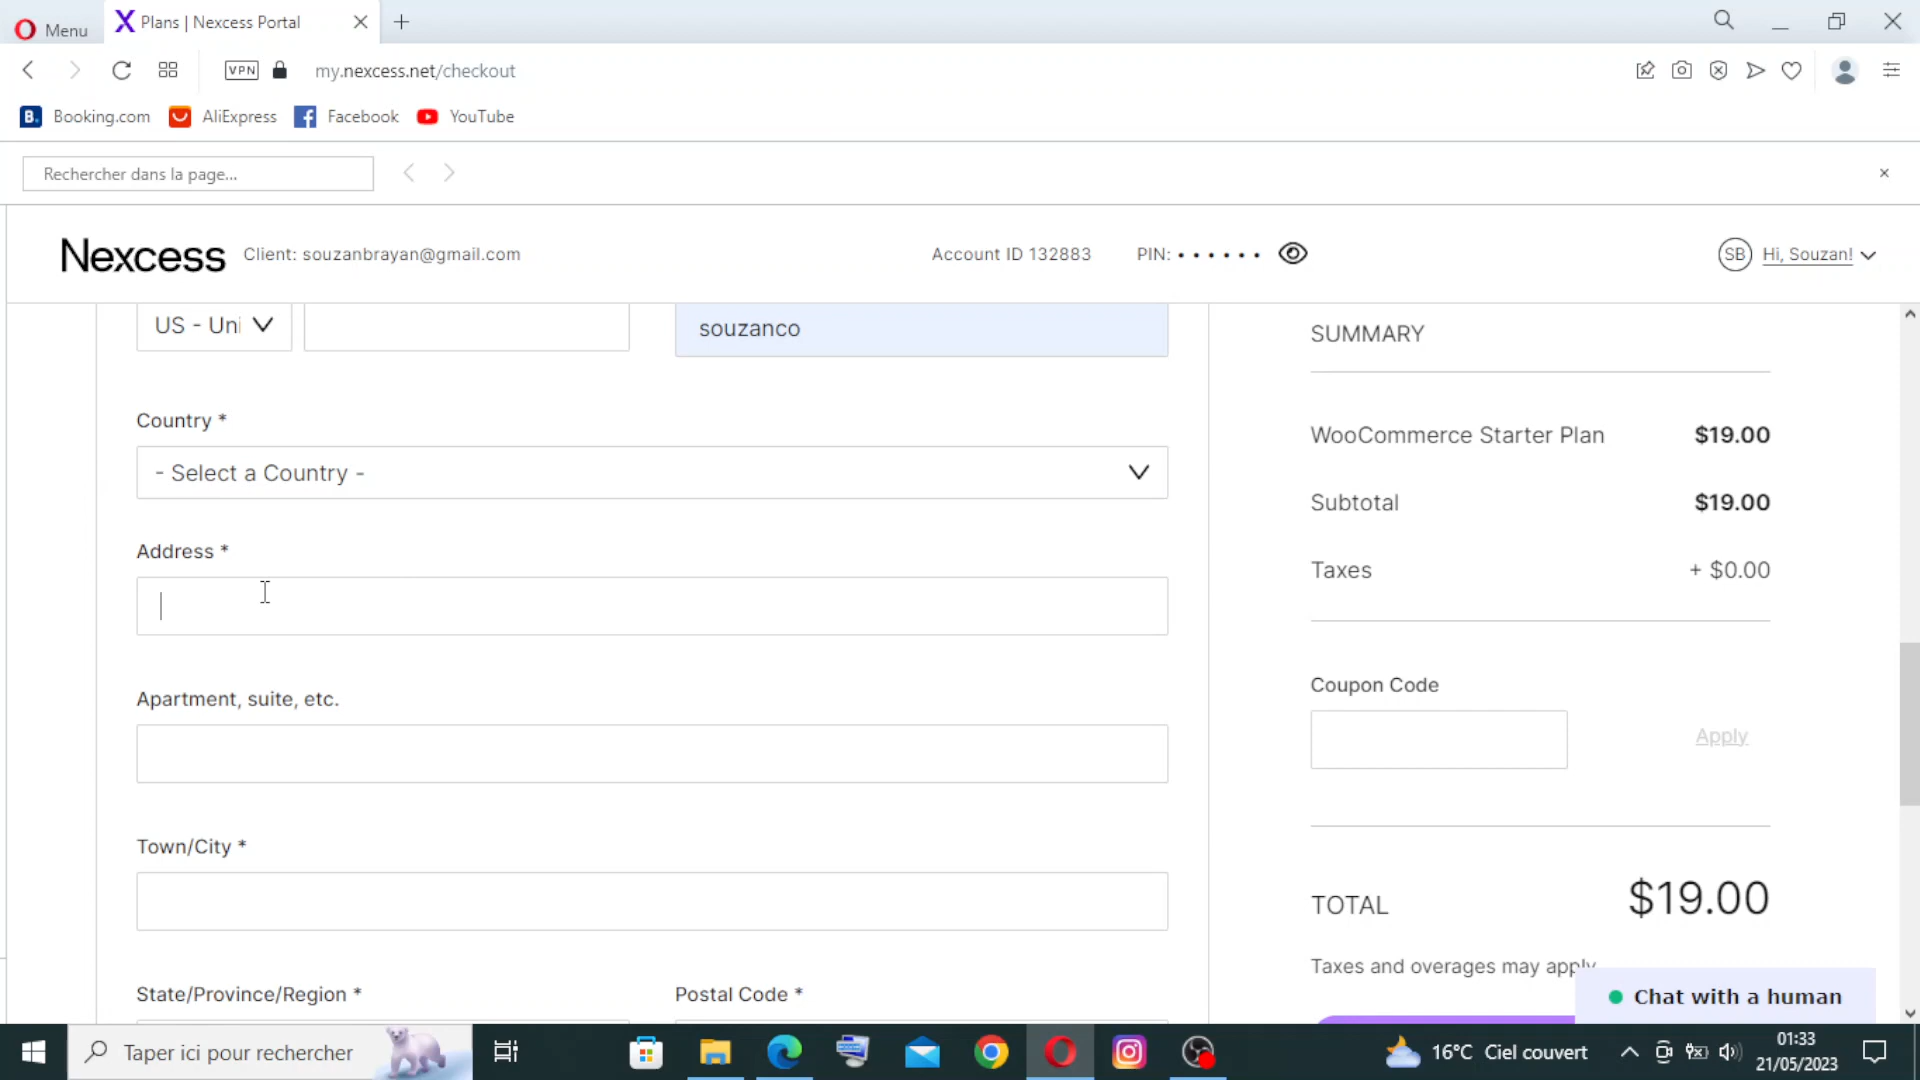 Menu
Plans | Nexcess Portal
VPN
my.nexcess.net/checkout
B. Booking.com
AliExpress
Facebook
YouTube
Rechercher dans la page...
Nexcess
Client: souzanbrayan@gmail.com
Account ID 132883
PIN: • • • • • •
SB Hi, Souzan!
US - Uni
souzanco
Country *
- Select a Country -
Address *
Apartment, suite, etc.
Town/City *
State/Province/Region *
Postal Code *
SUMMARY
WooCommerce Starter Plan $19.00
Subtotal $19.00
Taxes + $0.00
Coupon Code
Apply
TOTAL $19.00
Taxes and overages may apply
Chat with a human
Taper ici pour rechercher
16°C Ciel couvert
01:33
21/05/2023